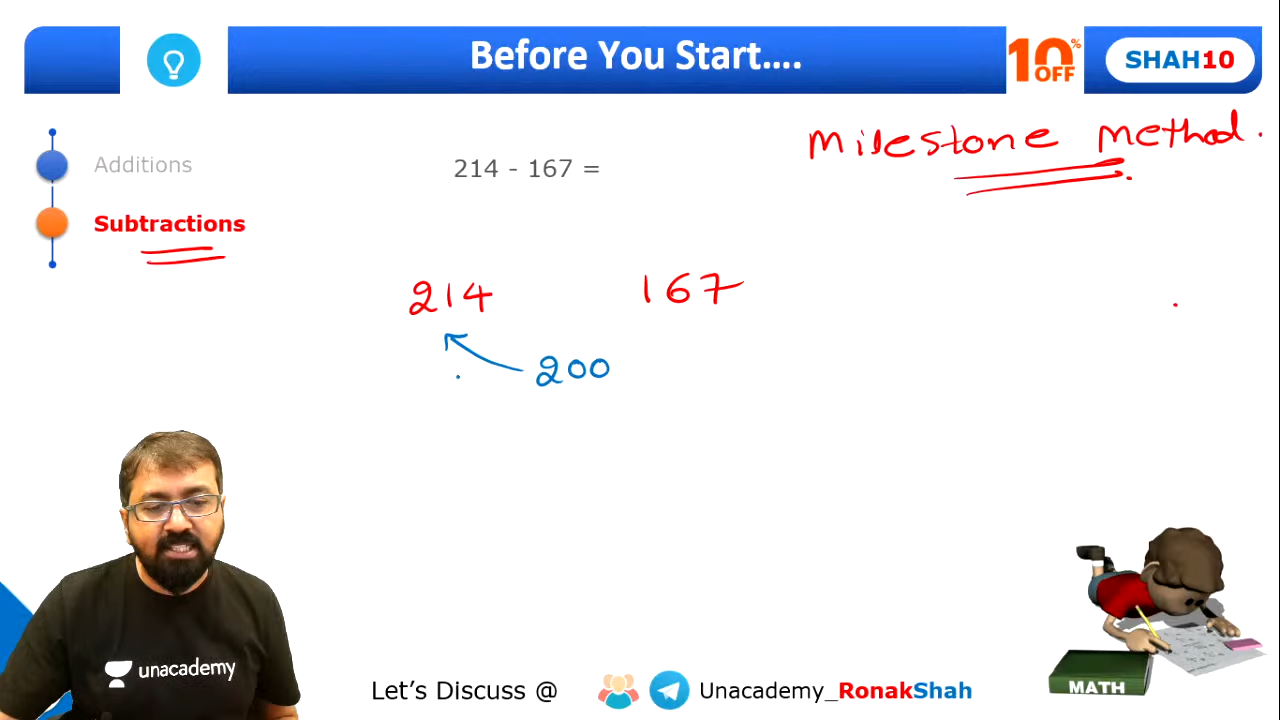 Before You Start....
10% OFF
SHAH10
Milestone Method.
Additions
214 - 167 =
Subtractions
214 167
200
unacademy
MATH
Let's Discuss @ Unacademy_RonakShah